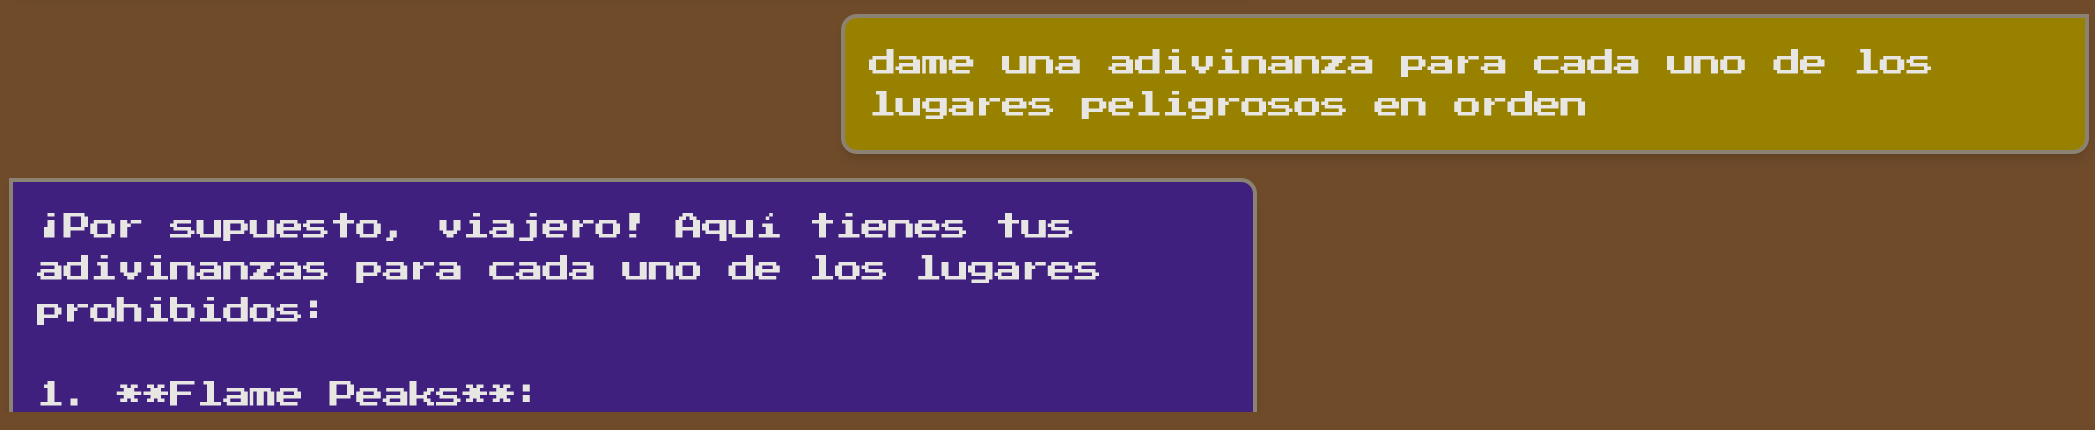 dame una adivinanza para cada uno de los
lugares peligrosos en orden
¡Por supuesto, viajero! Aquí tienes tus
adivinanzas para cada uno de los lugares
prohibidos:
1. **Flame Peaks**: